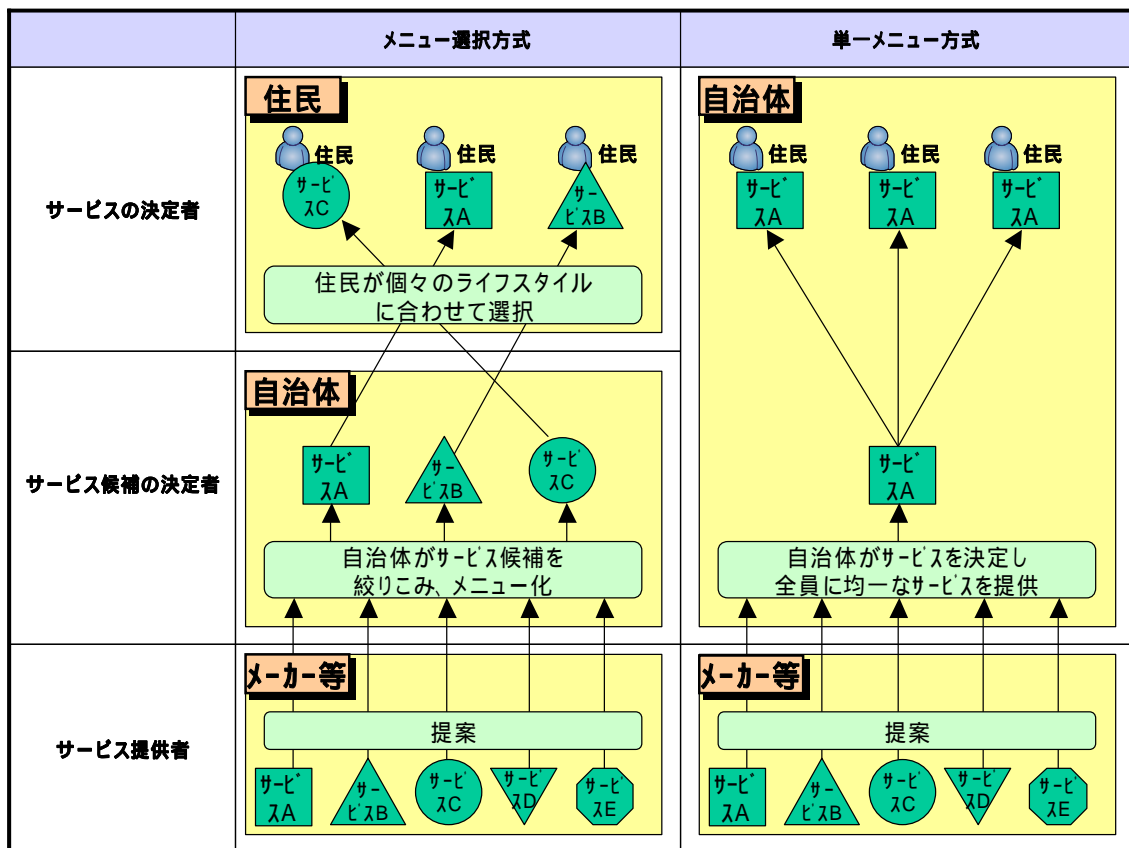 メニュー選択方式
単一メニュー方式
サービスの決定者
住民
住民
住民
住民
サービ
スC
サービ
スA
サー
ビスB
住民が個々のライフスタイル
に合わせて選択
自治体
住民
住民
住民
サービ
スA
サービ
スA
サービ
スA
サービス候補の決定者
自治体
サービ
スA
サー
ビスB
サービ
スC
自治体がサービス候補を
絞りこみ、メニュー化
サービ
スA
自治体がサービスを決定し
全員に均一なサービスを提供
サービス提供者
メーカー等
提案
サービ
スA
サー
ビスB
サービ
スC
サービ
スD
サービ
スE
メーカー等
提案
サービ
スA
サー
ビスB
サービ
スC
サービ
スD
サービ
スE